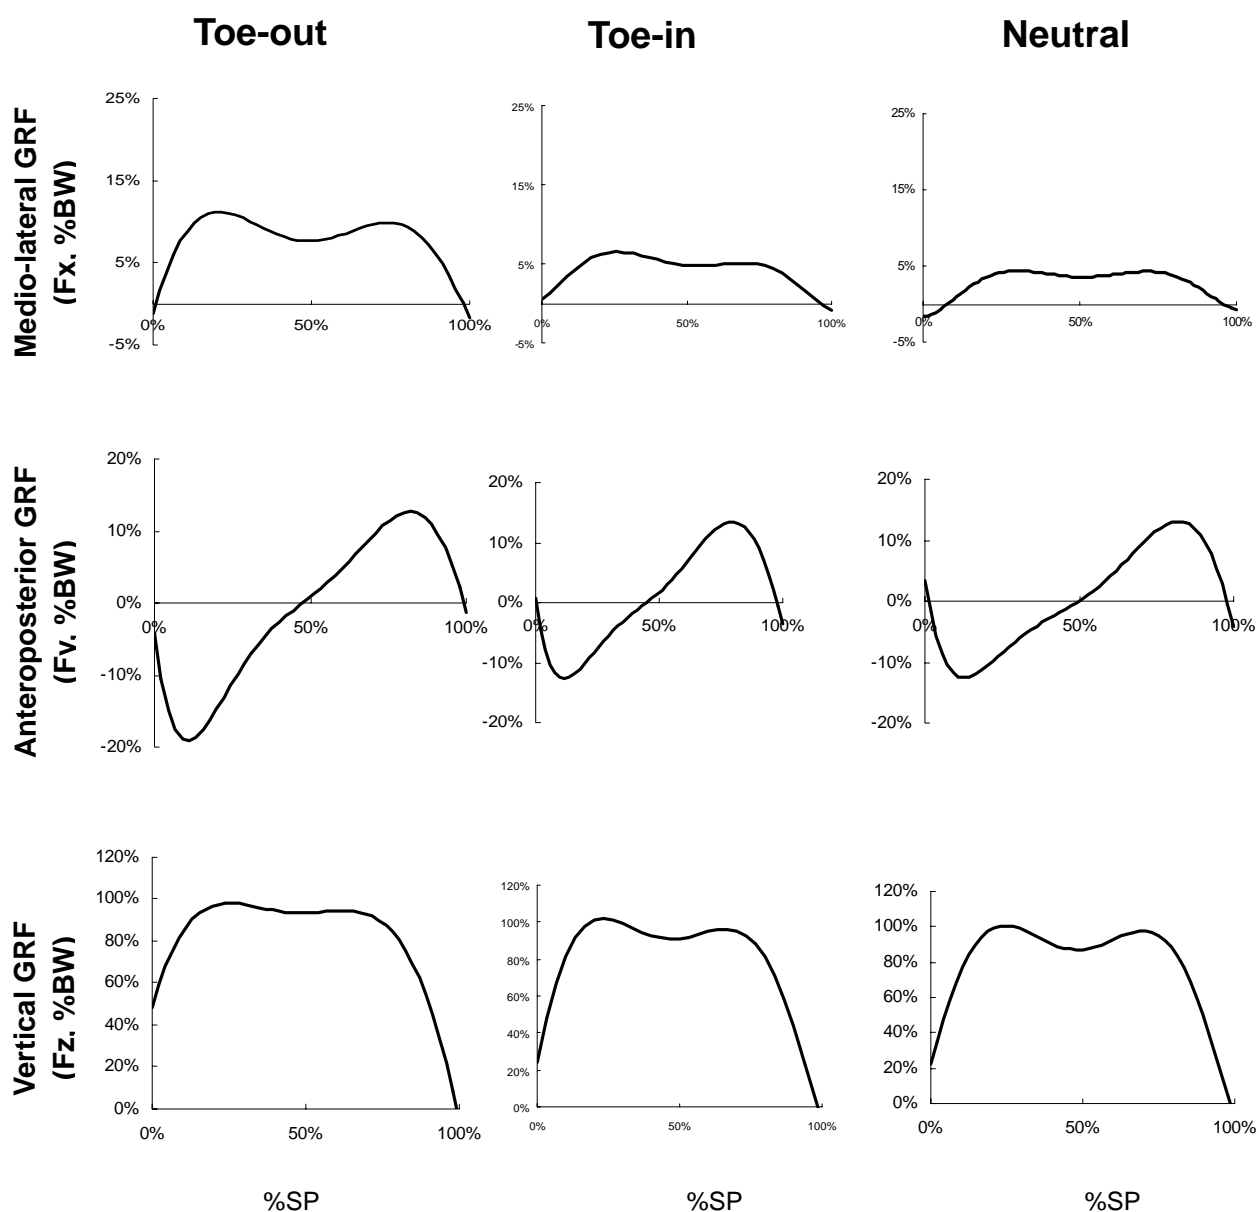 Toe-out Toe-in Neutral
Medio-lateral GRF
(Fx. %BW)
25%
15%
5%
-5%
0% 50% 100%
25%
15%
5%
-5%
0% 50% 100%
25%
15%
5%
-5%
0% 50% 100%
Anteroposterior GRF
(Fv. %BW)
20%
10%
0%
-10%
-20%
0% 50% 100%
20%
10%
0%
-10%
-20%
0% 50% 100%
20%
10%
0%
-10%
-20%
0% 50% 100%
Vertical GRF
(Fz. %BW)
120%
100%
80%
60%
40%
20%
0%
0% 50% 100%
120%
100%
80%
60%
40%
20%
0%
0% 50% 100%
120%
100%
80%
60%
40%
20%
0%
0% 50% 100%
%SP %SP %SP